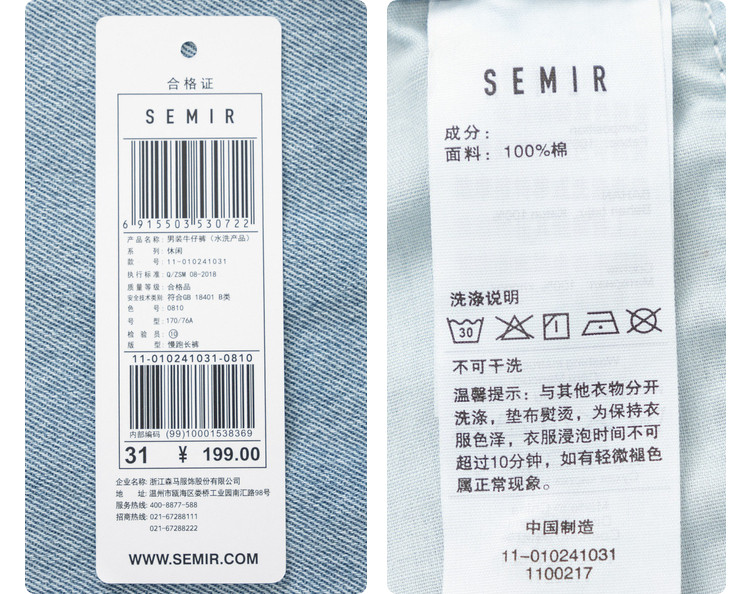 合格证
SEMIR
6 915503 530722
产品名称: 男装牛仔裤（水洗产品）
系 列: 休闲
款 号: 11-010241031
执行标准: Q/ZSM 08-2018
质量等级: 合格品
安全技术类别: 符合GB 18401 B类
色 号: 0810
号 型: 170/76A
检 验 员: ⑩
版 型: 慢跑长裤
11-010241031-0810
内部编码 (99)10001538369
31 ¥ 199.00
企业名称: 浙江森马服饰股份有限公司
地 址: 温州市瓯海区娄桥工业园南汇路98号
服务热线: 400-8877-588
招商热线: 021-67288111
021-67288222
WWW.SEMIR.COM
SEMIR
成分:
面料: 100%棉
洗涤说明
30
不可干洗
温馨提示: 与其他衣物分开
洗涤，垫布熨烫，为保持衣
服色泽，衣服浸泡时间不可
超过10分钟，如有轻微褪色
属正常现象。
中国制造
11-010241031
1100217